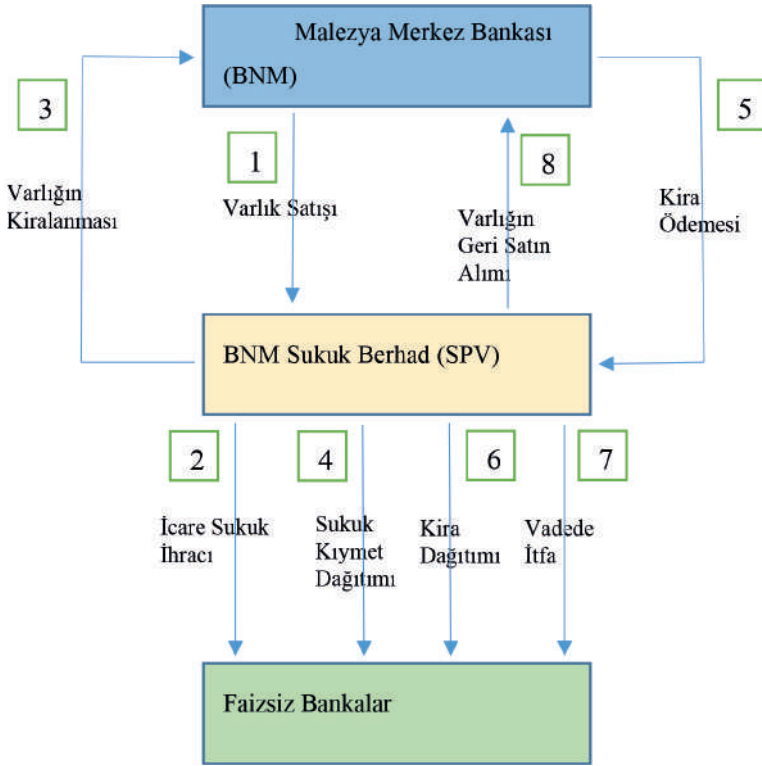 Malezya Merkez Bankası
(BNM)
3
5
1
8
Varlığın
Kiralanması
Varlık Satışı
Varlığın
Geri Satın
Alımı
Kira
Ödemesi
BNM Sukuk Berhad (SPV)
2
4
6
7
İcare Sukuk
İhracı
Sukuk
Kıymet
Dağıtımı
Kira
Dağıtımı
Vadede
İtfa
Faizsiz Bankalar